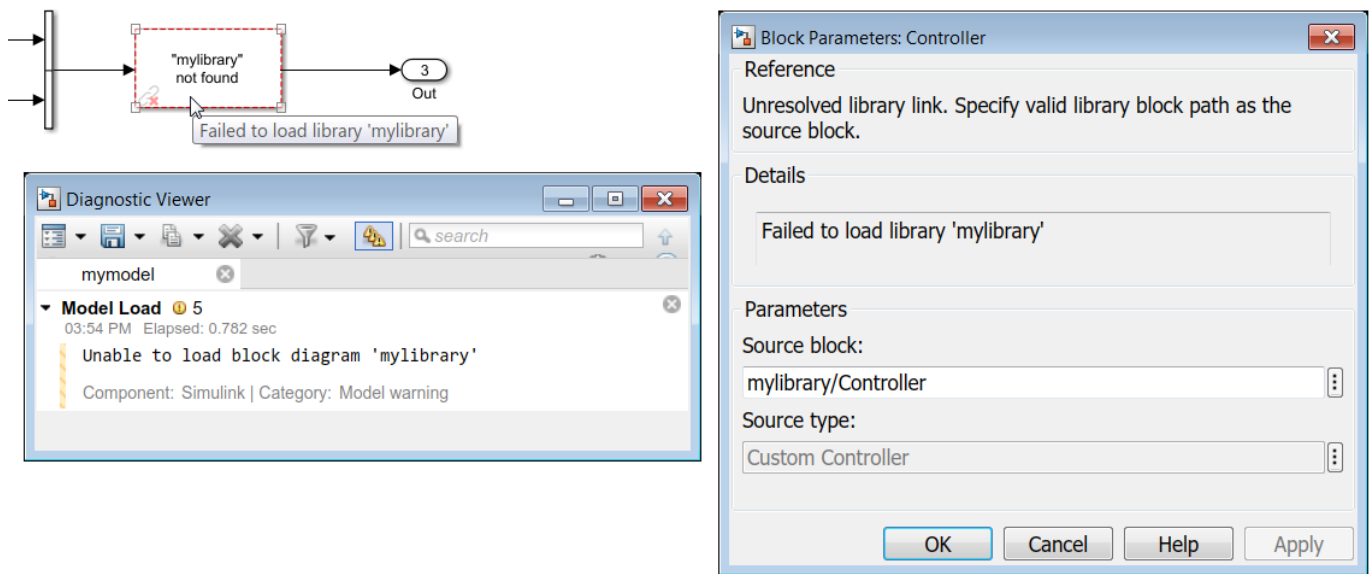 "mylibrary"
not found
3
Out
Failed to load library 'mylibrary'
Diagnostic Viewer
search
mymodel
Model Load 5
03:54 PM Elapsed: 0.782 sec
Unable to load block diagram 'mylibrary'
Component: Simulink | Category: Model warning
Block Parameters: Controller
Reference
Unresolved library link. Specify valid library block path as the
source block.
Details
Failed to load library 'mylibrary'
Parameters
Source block:
mylibrary/Controller
Source type:
Custom Controller
OK Cancel Help Apply